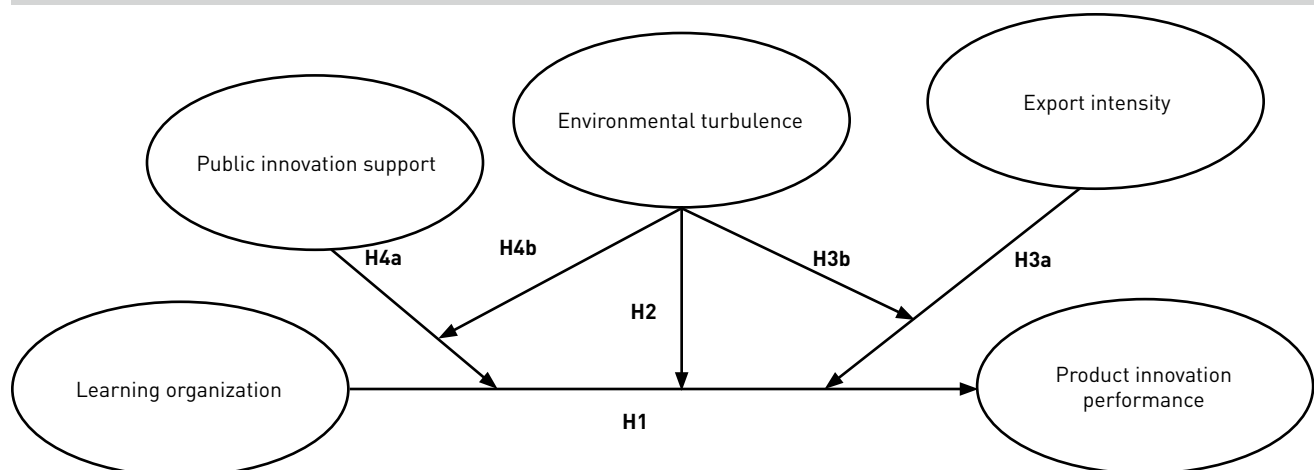 Export intensity
Environmental turbulence
Public innovation support
H4a
H4b
H3b
H3a
H2
Learning organization
Product innovation
performance
H1